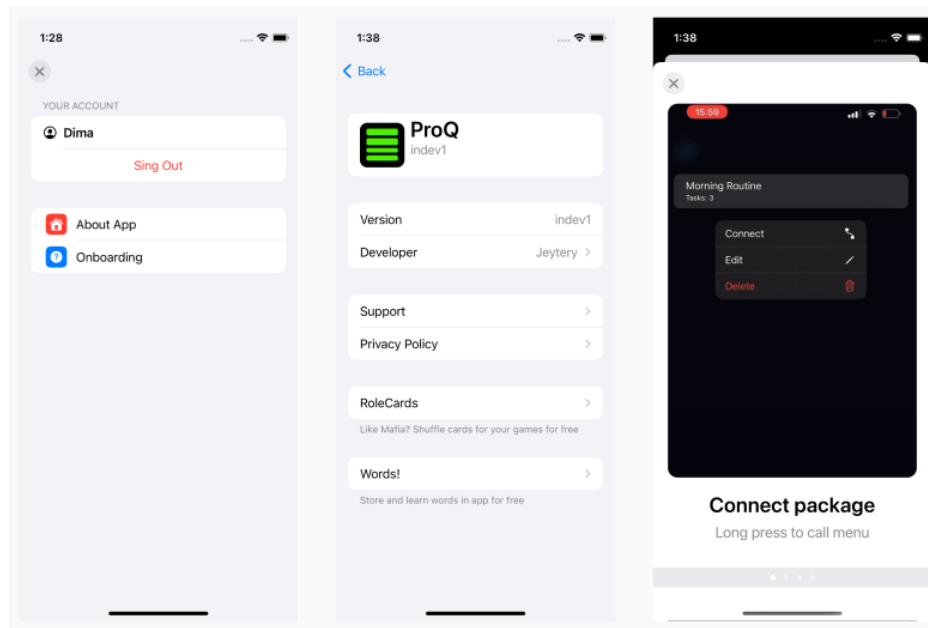 1:28
YOUR ACCOUNT
Dima
Sing Out
About App
Onboarding
1:38
Back
ProQ
indev1
Version indev1
Developer Jeytery
Support
Privacy Policy
RoleCards
Like Mafia? Shuffle cards for your games for free
Words!
Store and learn words in app for free
1:38
15:59
Morning Routine
Tasks: 3
Connect
Edit
Delete
Connect package
Long press to call menu